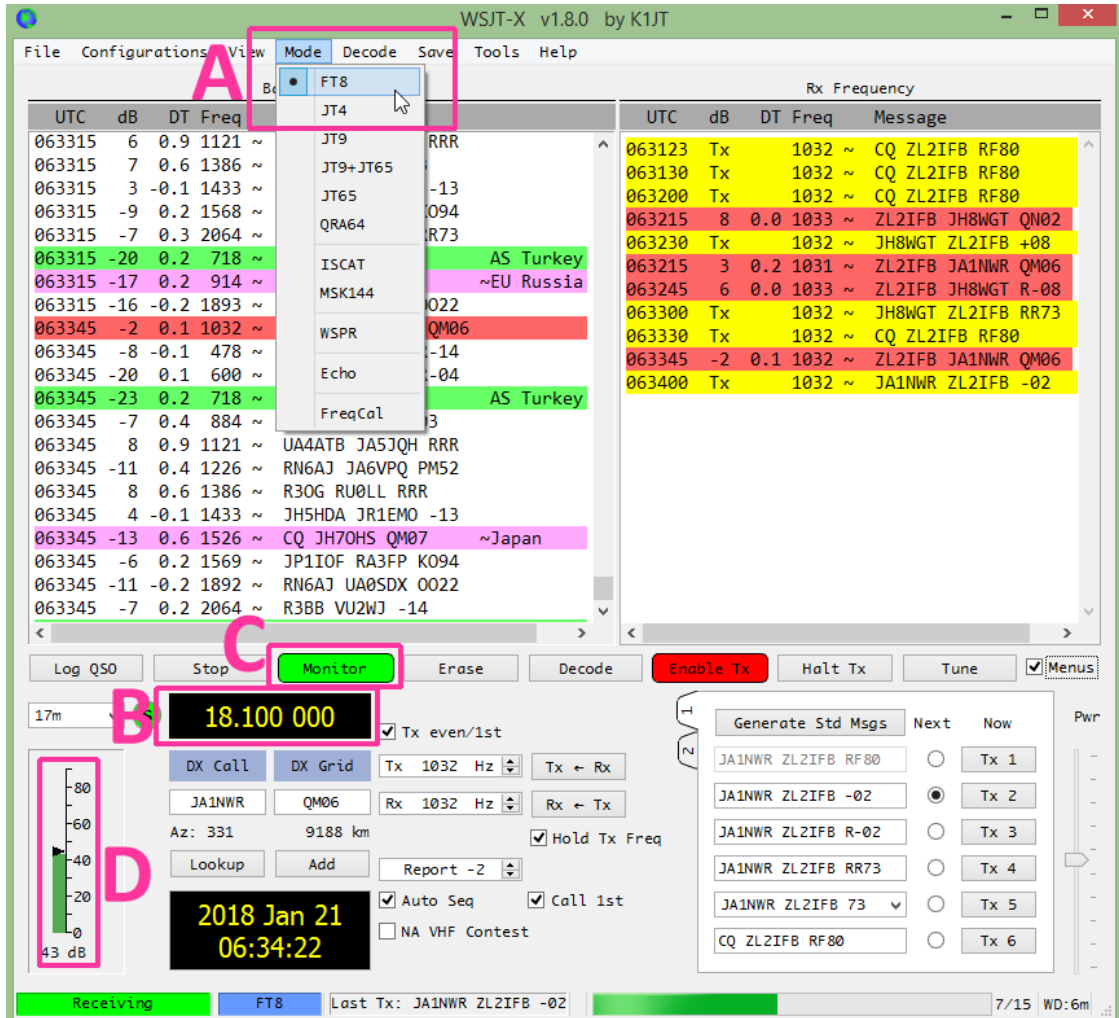 WSJT-X v1.8.0 by K1JT
File Configurations View Mode Decode Save Tools Help
A
FT8
JT4
JT9
JT9+JT65
JT65
QRA64
ISCAT
MSK144
WSPR
Echo
FreqCal
UTC dB DT Freq
063315 6 0.9 1121 ~ RRR
063315 7 0.6 1386 ~
063315 3 -0.1 1433 ~ -13
063315 -9 0.2 1568 ~ KO94
063315 -7 0.3 2064 ~ RR73
063315 -20 0.2 718 ~ AS Turkey
063315 -17 0.2 914 ~ ~EU Russia
063315 -16 -0.2 1893 ~ OO22
063345 -2 0.1 1032 ~ QM06
063345 -8 -0.1 478 ~ -14
063345 -20 0.1 600 ~ -04
063345 -23 0.2 718 ~ AS Turkey
063345 -7 0.4 884 ~
063345 8 0.9 1121 ~ UA4ATB JA5JQH RRR
063345 -11 0.4 1226 ~ RN6AJ JA6VPQ PM52
063345 8 0.6 1386 ~ R3OG RU0LL RRR
063345 4 -0.1 1433 ~ JH5HDA JR1EMO -13
063345 -13 0.6 1526 ~ CQ JH7OHS QM07 ~Japan
063345 -6 0.2 1569 ~ JP1IOF RA3FP KO94
063345 -11 -0.2 1892 ~ RN6AJ UA0SDX OO22
063345 -7 0.2 2064 ~ R3BB VU2WJ -14
Rx Frequency
UTC dB DT Freq Message
063123 Tx 1032 ~ CQ ZL2IFB RF80
063130 Tx 1032 ~ CQ ZL2IFB RF80
063200 Tx 1032 ~ CQ ZL2IFB RF80
063215 8 0.0 1033 ~ ZL2IFB JH8WGT QN02
063230 Tx 1032 ~ JH8WGT ZL2IFB +08
063215 3 0.2 1031 ~ ZL2IFB JA1NWR QM06
063245 6 0.0 1033 ~ ZL2IFB JH8WGT R-08
063300 Tx 1032 ~ JH8WGT ZL2IFB RR73
063330 Tx 1032 ~ CQ ZL2IFB RF80
063345 -2 0.1 1032 ~ ZL2IFB JA1NWR QM06
063400 Tx 1032 ~ JA1NWR ZL2IFB -02
C
Log QSO Stop Monitor Erase Decode Enable Tx Halt Tx Tune Menus
B
17m S 18.100 000
Tx even/1st
DX Call DX Grid Tx 1032 Hz Tx ← Rx
JA1NWR QM06 Rx 1032 Hz Rx ← Tx
Az: 331 9188 km Hold Tx Freq
Lookup Add Report -2
Auto Seq Call 1st
NA VHF Contest
2018 Jan 21
06:34:22
80
60
40
20
0
43 dB
D
1
2
Generate Std Msgs Next Now Pwr
JA1NWR ZL2IFB RF80 Tx 1
JA1NWR ZL2IFB -02 Tx 2
JA1NWR ZL2IFB R-02 Tx 3
JA1NWR ZL2IFB RR73 Tx 4
JA1NWR ZL2IFB 73 Tx 5
CQ ZL2IFB RF80 Tx 6
Receiving FT8 Last Tx: JA1NWR ZL2IFB -02 7/15 WD:6m